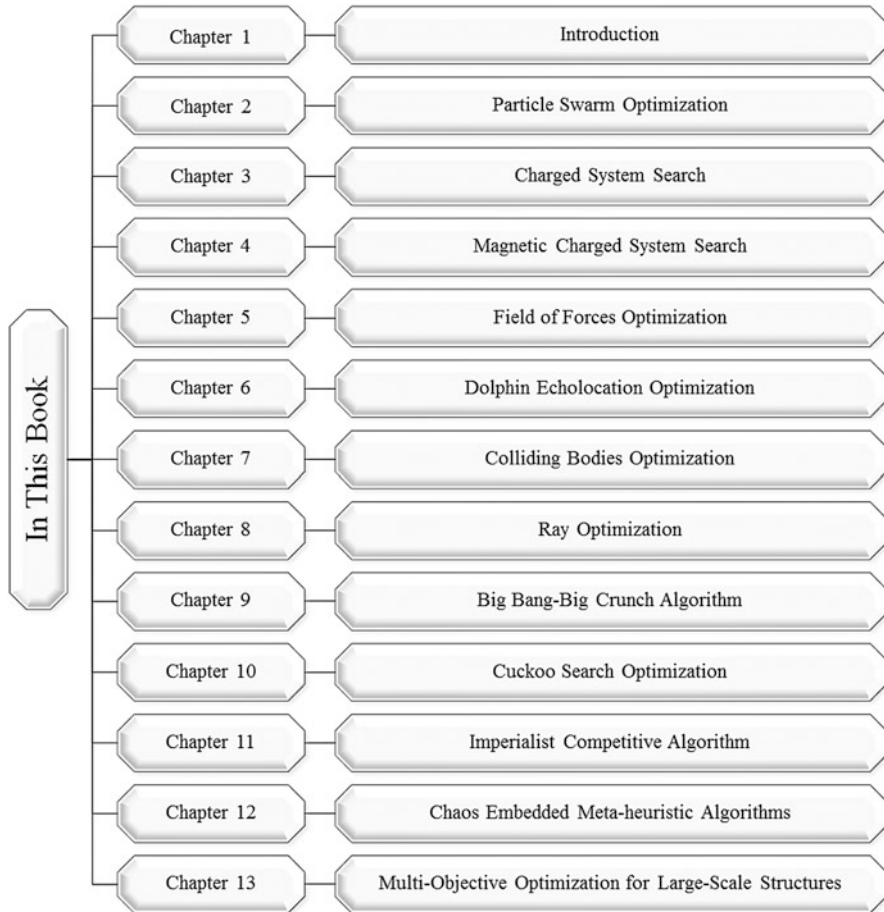 In This Book
Chapter 1
Introduction
Chapter 2
Particle Swarm Optimization
Chapter 3
Charged System Search
Chapter 4
Magnetic Charged System Search
Chapter 5
Field of Forces Optimization
Chapter 6
Dolphin Echolocation Optimization
Chapter 7
Colliding Bodies Optimization
Chapter 8
Ray Optimization
Chapter 9
Big Bang-Big Crunch Algorithm
Chapter 10
Cuckoo Search Optimization
Chapter 11
Imperialist Competitive Algorithm
Chapter 12
Chaos Embedded Meta-heuristic Algorithms
Chapter 13
Multi-Objective Optimization for Large-Scale Structures